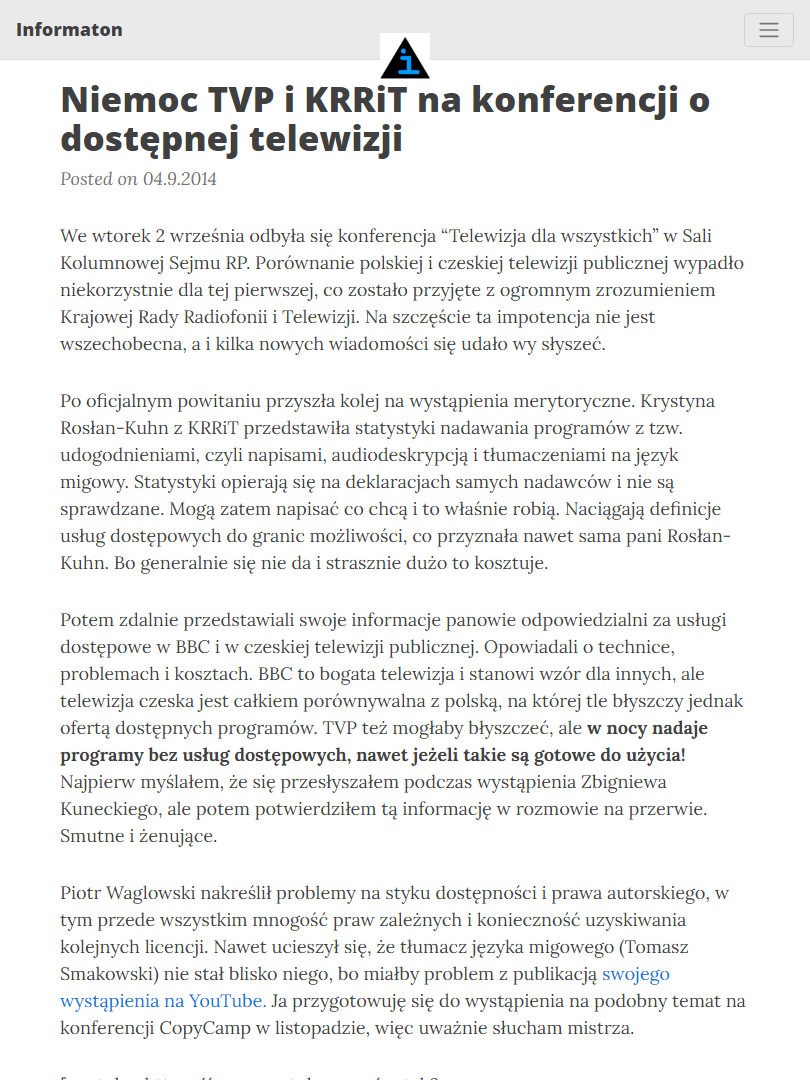 Informaton
i
Niemoc TVP i KRRiT na konferencji o
dostępnej telewizji
Posted on 04.9.2014
We wtorek 2 września odbyła się konferencja “Telewizja dla wszystkich” w Sali
Kolumnowej Sejmu RP. Porównanie polskiej i czeskiej telewizji publicznej wypadło
niekorzystnie dla tej pierwszej, co zostało przyjęte z ogromnym zrozumieniem
Krajowej Rady Radiofonii i Telewizji. Na szczęście ta impotencja nie jest
wszechobecna, a i kilka nowych wiadomości się udało wy słyszeć.
Po oficjalnym powitaniu przyszła kolej na wystąpienia merytoryczne. Krystyna
Rosłan-Kuhn z KRRiT przedstawiła statystyki nadawania programów z tzw.
udogodnieniami, czyli napisami, audiodeskrypcją i tłumaczeniami na język
migowy. Statystyki opierają się na deklaracjach samych nadawców i nie są
sprawdzane. Mogą zatem napisać co chcą i to właśnie robią. Naciągają definicje
usług dostępowych do granic możliwości, co przyznała nawet sama pani Rosłan-
Kuhn. Bo generalnie się nie da i strasznie dużo to kosztuje.
Potem zdalnie przedstawiali swoje informacje panowie odpowiedzialni za usługi
dostępowe w BBC i w czeskiej telewizji publicznej. Opowiadali o technice,
problemach i kosztach. BBC to bogata telewizja i stanowi wzór dla innych, ale
telewizja czeska jest całkiem porównywalna z polską, na której tle błyszczy jednak
ofertą dostępnych programów. TVP też mogłaby błyszczeć, ale w nocy nadaje
programy bez usług dostępowych, nawet jeżeli takie są gotowe do użycia!
Najpierw myślałem, że się przesłyszałem podczas wystąpienia Zbigniewa
Kuneckiego, ale potem potwierdziłem tą informację w rozmowie na przerwie.
Smutne i żenujące.
Piotr Waglowski nakreślił problemy na styku dostępności i prawa autorskiego, w
tym przede wszystkim mnogość praw zależnych i konieczność uzyskiwania
kolejnych licencji. Nawet ucieszył się, że tłumacz języka migowego (Tomasz
Smakowski) nie stał blisko niego, bo miałby problem z publikacją swojego
wystąpienia na YouTube. Ja przygotowuję się do wystąpienia na podobny temat na
konferencji CopyCamp w listopadzie, więc uważnie słucham mistrza.